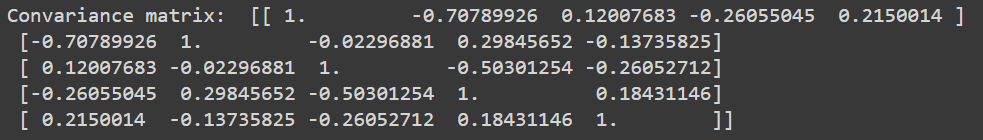 Convariance matrix:  [[ 1.         -0.70789926  0.12007683 -0.26055045  0.2150014 ]
 [-0.70789926  1.         -0.02296881  0.29845652 -0.13735825]
 [ 0.12007683 -0.02296881  1.         -0.50301254 -0.26052712]
 [-0.26055045  0.29845652 -0.50301254  1.          0.18431146]
 [ 0.2150014  -0.13735825 -0.26052712  0.18431146  1.        ]]